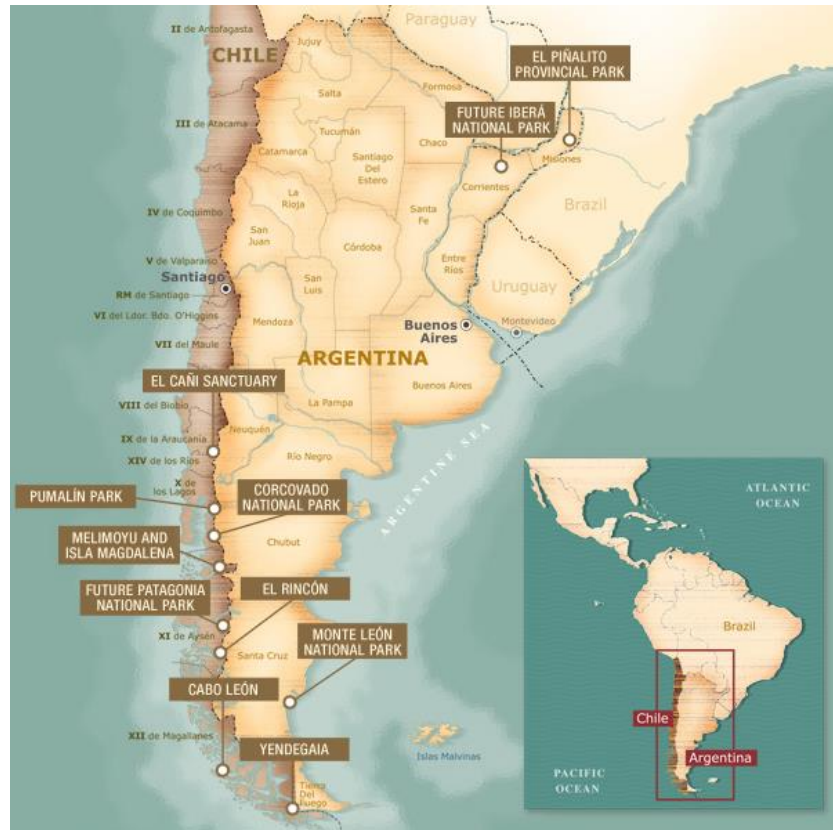 Paraguay
II de Antofagasta
Jujuy
CHILE
EL PIÑALITO
PROVINCIAL PARK
Salta
Formosa
FUTURE IBERÁ
NATIONAL PARK
III de Atacama
Tucumán
Chaco
Catamarca
Santiago
Del
Estero
Misiones
Corrientes
La
Rioja
Brazil
IV de Coquimbo
Santa
Fe
San
Juan
Córdoba
V de Valparaíso
Entre
Ríos
Santiago
San
Luis
Uruguay
RM de Santiago
VI del Ldor. Bdo. O'Higgins
Mendoza
Buenos
Aires
Montevideo
VII del Maule
ARGENTINA
EL CAÑI SANCTUARY
Buenos Aires
La Pampa
VIII del Biobio
Neuquén
IX de la Araucanía
Río Negro
XIV de los Ríos
X de
los Lagos
ARGENTINE SEA
PUMALÍN PARK
CORCOVADO
NATIONAL PARK
ATLANTIC
OCEAN
MELIMOYU AND
ISLA MAGDALENA
Chubut
FUTURE PATAGONIA
NATIONAL PARK
EL RINCÓN
Brazil
XI de Aysén
Santa Cruz
MONTE LEÓN
NATIONAL PARK
CABO LEÓN
Chile
XII de Magallanes
YENDEGAIA
Islas Malvinas
Argentina
Tierra
Del
Fuego
PACIFIC
OCEAN